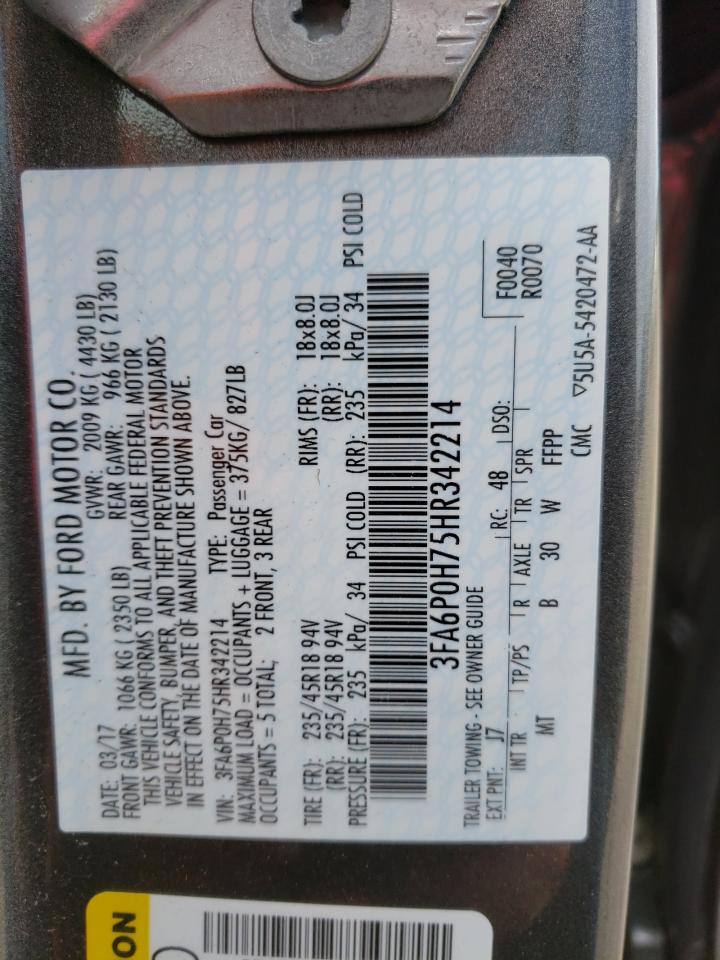 MFD. BY FORD MOTOR CO.
DATE: 03/17 GVWR: 2009 KG / 4430 LB)
FRONT GAWR: 1066 KG ( 2350 LB) REAR GAWR: 966 KG ( 2130 LB)
THIS VEHICLE CONFORMS TO ALL APPLICABLE FEDERAL MOTOR
VEHICLE SAFETY, BUMPER, AND THEFT PREVENTION STANDARDS
IN EFFECT ON THE DATE OF MANUFACTURE SHOWN ABOVE.
VIN: 3FA6P0H75HR342214 TYPE: Passenger Car
MAXIMUM LOAD = OCCUPANTS + LUGGAGE = 375KG/ 827LB
OCCUPANTS = 5 TOTAL; 2 FRONT, 3 REAR
TIRE (FR): 235/45R18 94V RIMS (FR): 18x8.0J
(RR): 235/45R18 94V (RR): 18x8.0J
PRESSURE (FR): 235 kPa/ 34 PSI COLD (RR): 235 kPa/ 34 PSI COLD
3FA6P0H75HR342214
TRAILER TOWING - SEE OWNER GUIDE
EXT PNT: J7 RC: 48 DSO: F0040
R0070
INT TR TP/PS R AXLE TR SPR
MT B 30 W FFPP
CMC ▽5U5A-5420472-AA
ON